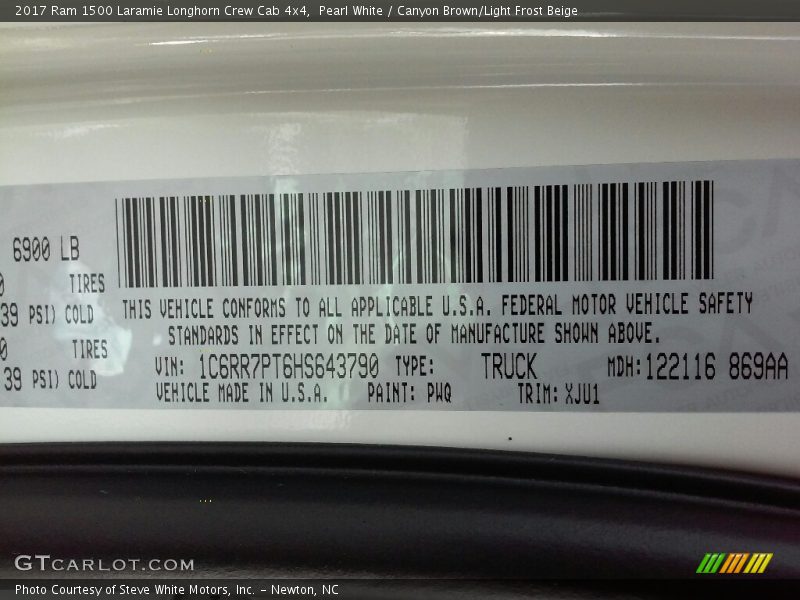 2017 Ram 1500 Laramie Longhorn Crew Cab 4x4, Pearl White / Canyon Brown/Light Frost Beige
6900 LB
0 TIRES
39 PSI) COLD
0 TIRES
39 PSI) COLD
THIS VEHICLE CONFORMS TO ALL APPLICABLE U.S.A. FEDERAL MOTOR VEHICLE SAFETY
STANDARDS IN EFFECT ON THE DATE OF MANUFACTURE SHOWN ABOVE.
VIN: 1C6RR7PT6HS643790 TYPE: TRUCK MDH:122116 869AA
VEHICLE MADE IN U.S.A. PAINT: PWQ TRIM: XJU1
GTCARLOT.COM
Photo Courtesy of Steve White Motors, Inc. – Newton, NC